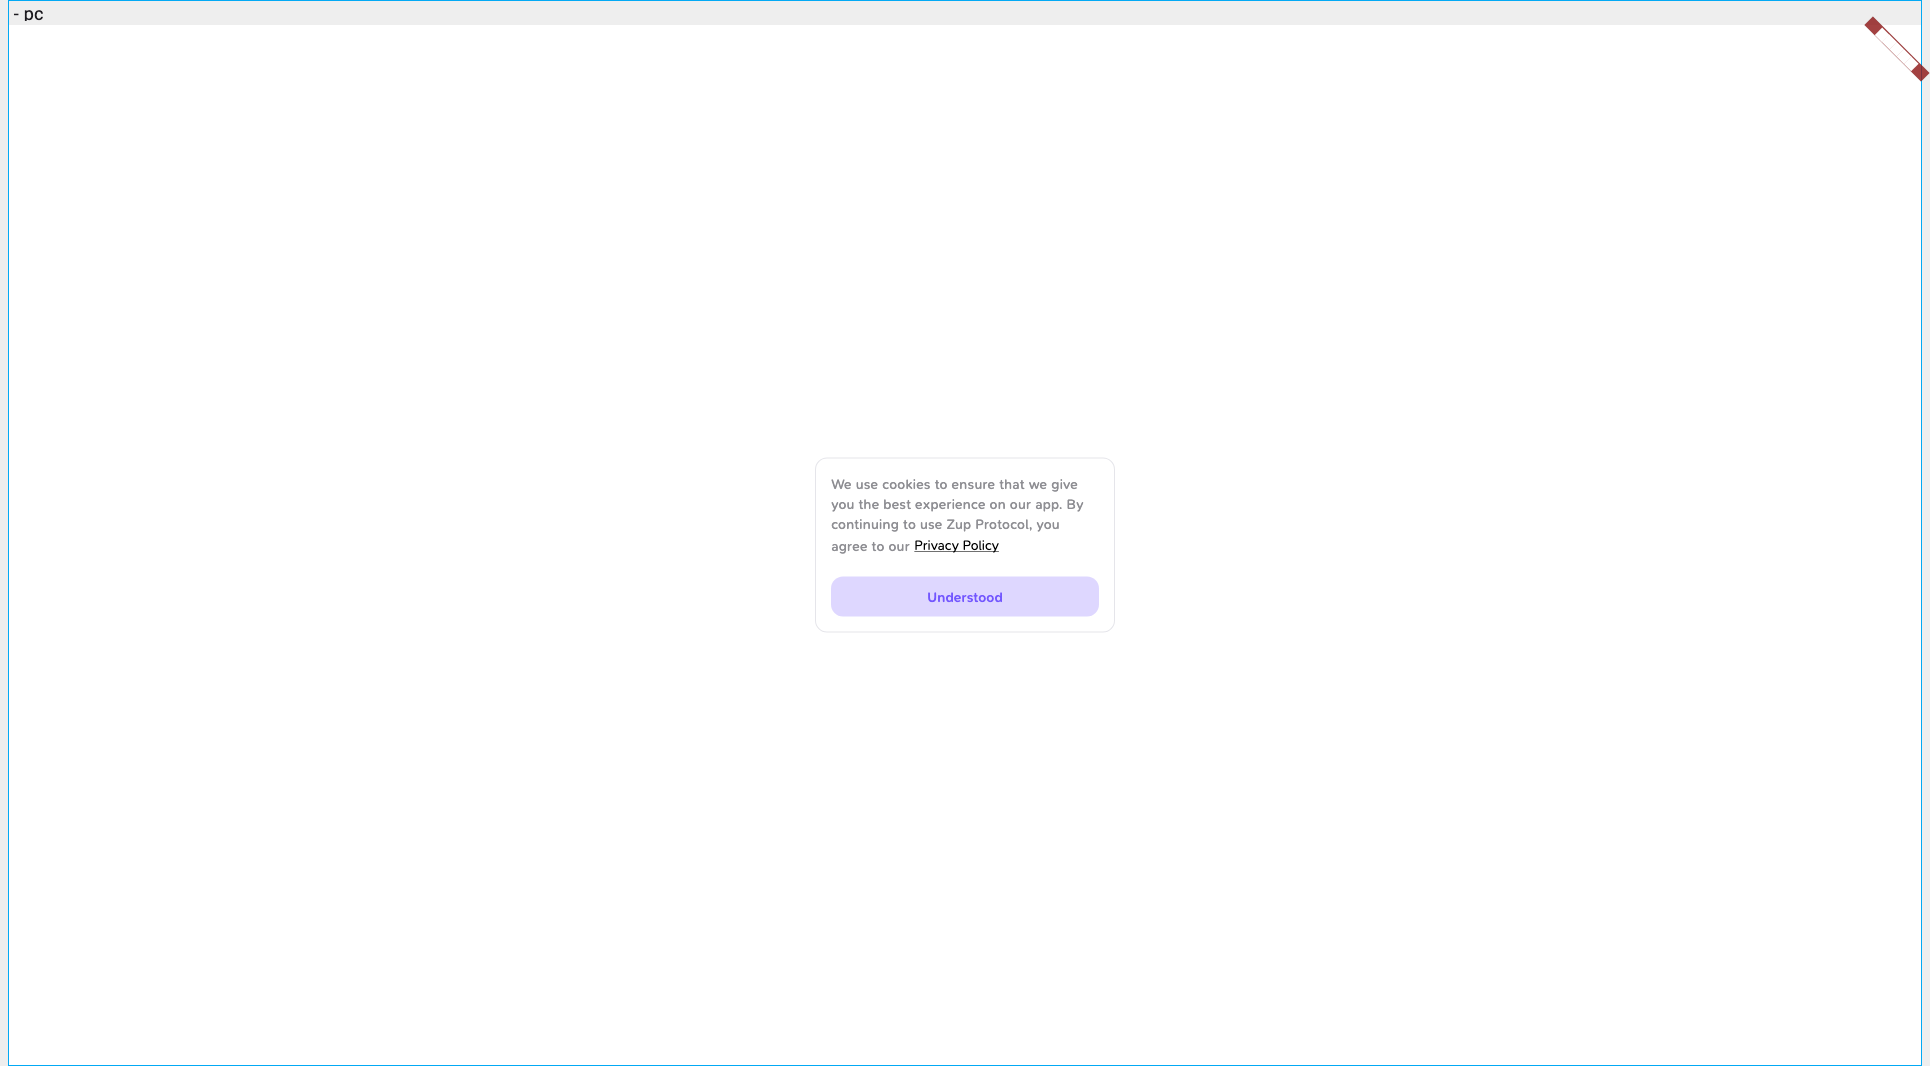 - pc
We use cookies to ensure that we give
you the best experience on our app. By
continuing to use Zup Protocol, you
agree to our Privacy Policy
Understood